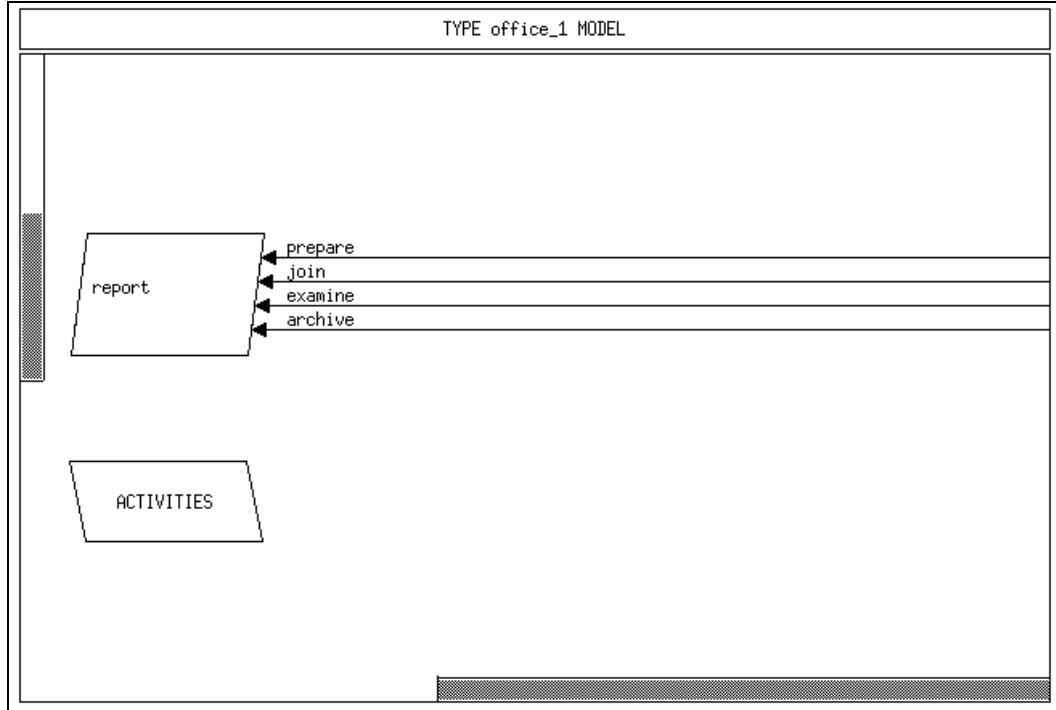 TYPE office_1 MODEL
prepare
join
report
examine
archive
ACTIVITIES